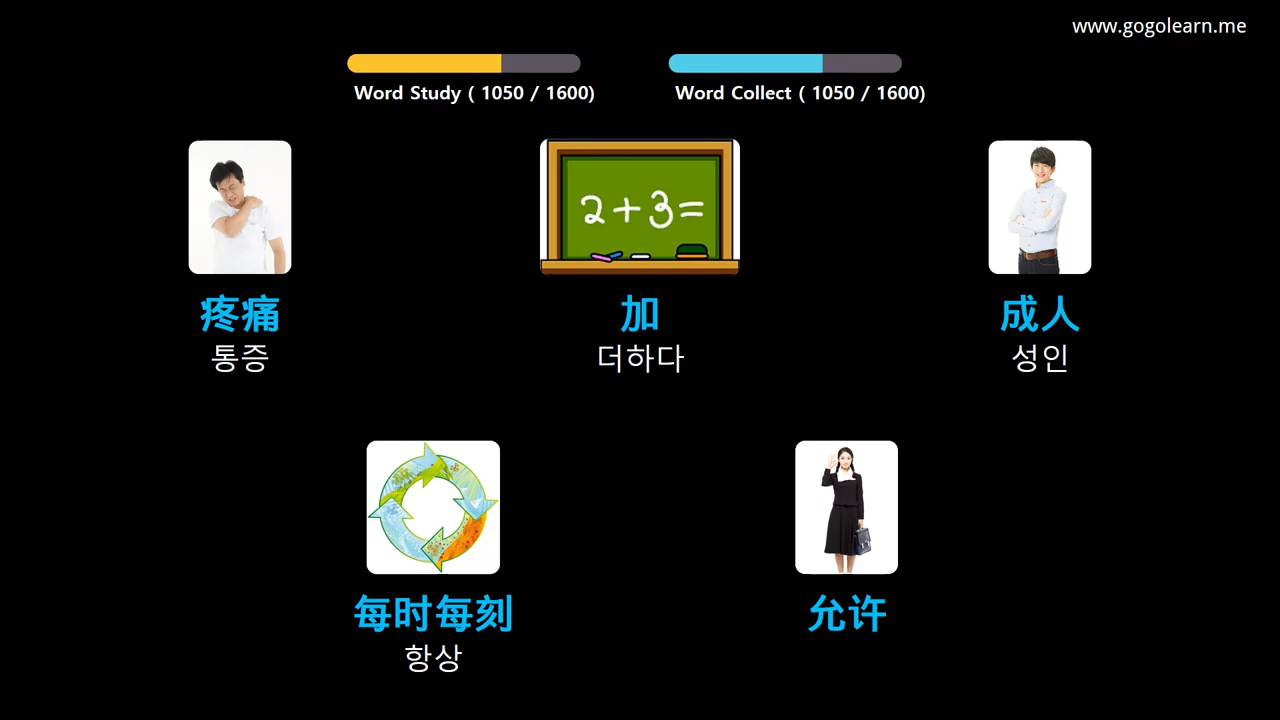 www.gogolearn.me
Word Study ( 1050 / 1600)
Word Collect ( 1050 / 1600)
2+3=
疼痛
통증
加
더하다
成人
성인
每时每刻
항상
允许